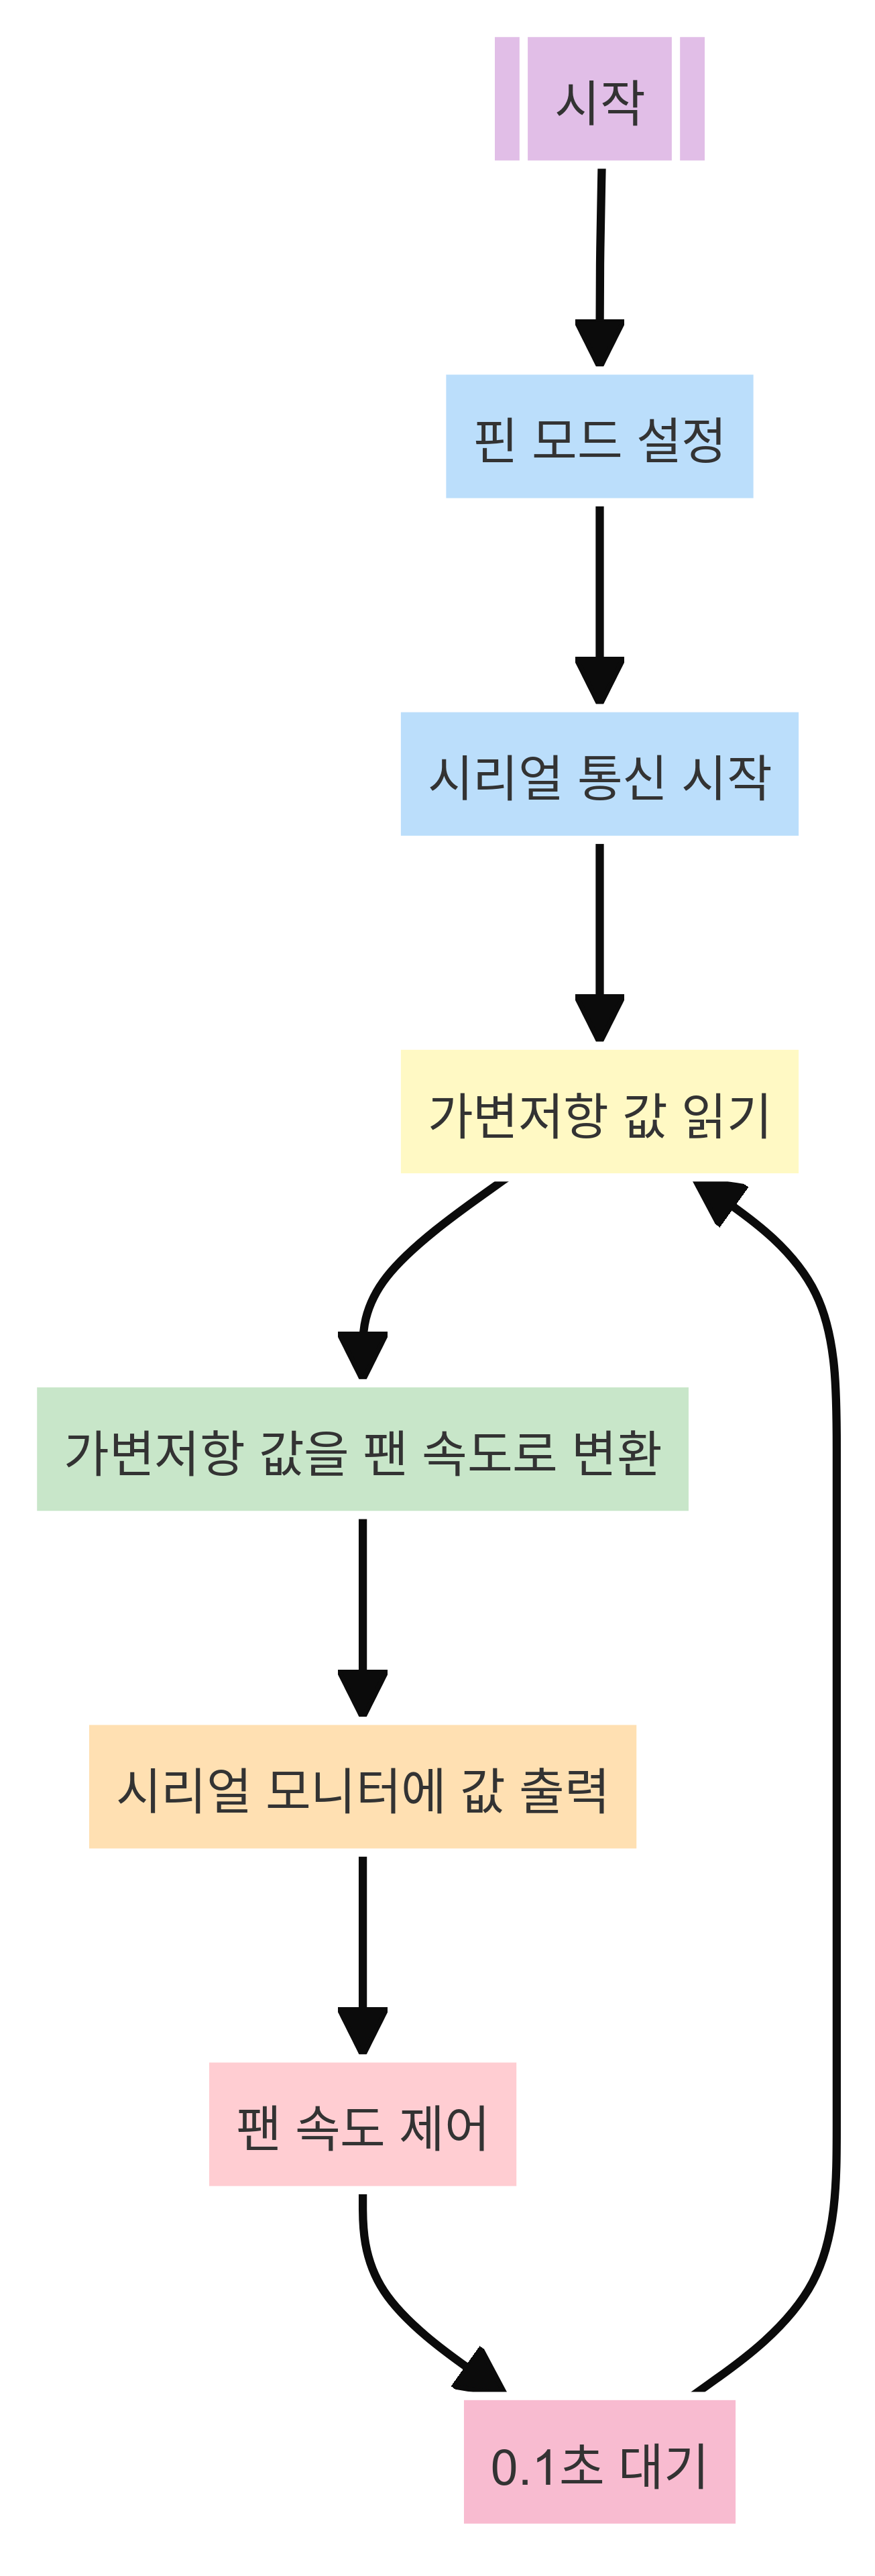 시작
핀 모드 설정
시리얼 통신 시작
가변저항 값 읽기
가변저항 값을 팬 속도로 변환
시리얼 모니터에 값 출력
팬 속도 제어
0.1초 대기